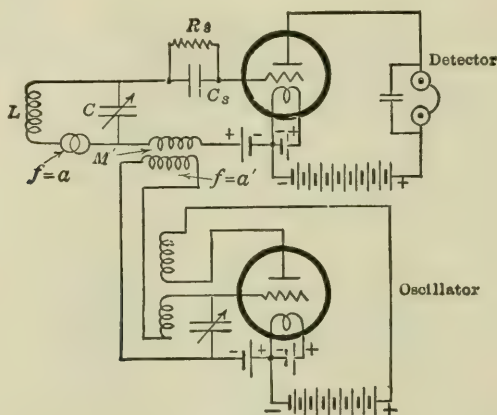 Rs
Detector
L
C
Cs
+ - - +
M'
f=a
f=a'
- +
Oscillator
- + - +
- +